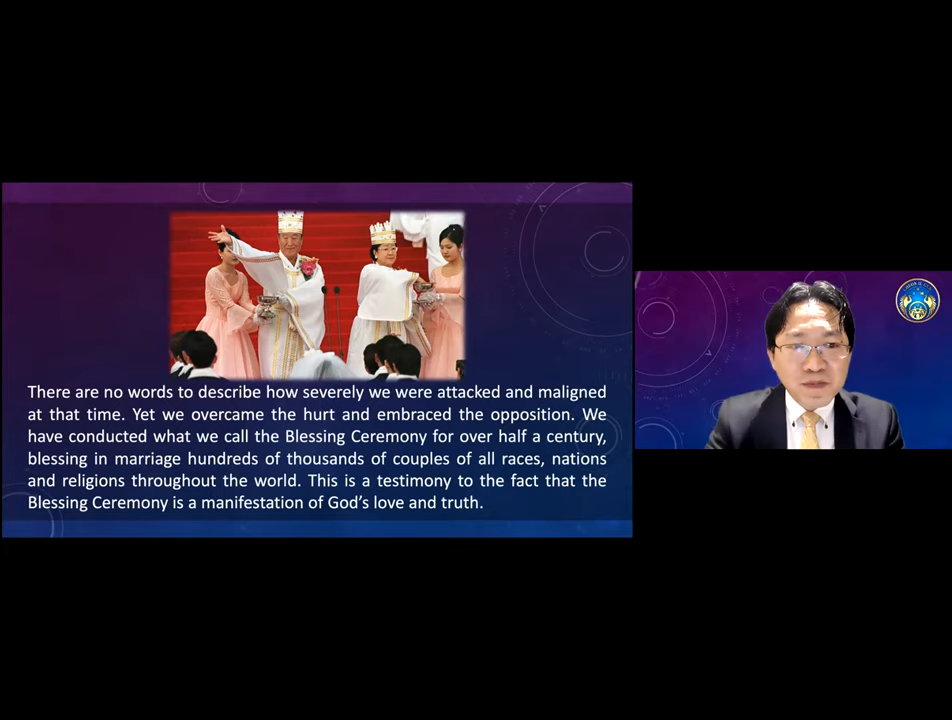 There are no words to describe how severely we were attacked and maligned
at that time. Yet we overcame the hurt and embraced the opposition. We
have conducted what we call the Blessing Ceremony for over half a century,
blessing in marriage hundreds of thousands of couples of all races, nations
and religions throughout the world. This is a testimony to the fact that the
Blessing Ceremony is a manifestation of God’s love and truth.